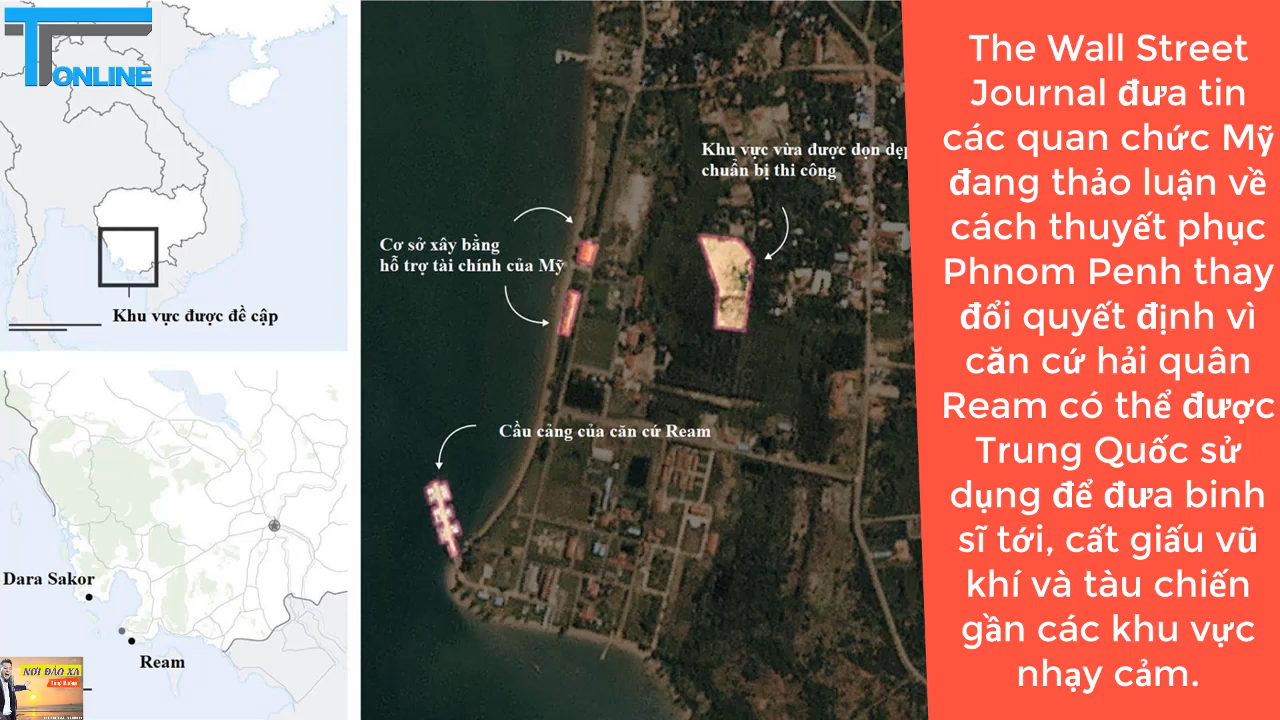 TT ONLINE
Khu vực được đề cập
Dara Sakor
Ream
NƠI ĐẢO XA
Khu vực vừa được dọn dẹp
chuẩn bị thi công
Cơ sở xây bằng
hỗ trợ tài chính của Mỹ
Cầu cảng của căn cứ Ream
The Wall Street
Journal đưa tin
các quan chức Mỹ
đang thảo luận về
cách thuyết phục
Phnom Penh thay
đổi quyết định vì
căn cứ hải quân
Ream có thể được
Trung Quốc sử
dụng để đưa binh
sĩ tới, cất giấu vũ
khí và tàu chiến
gần các khu vực
nhạy cảm.